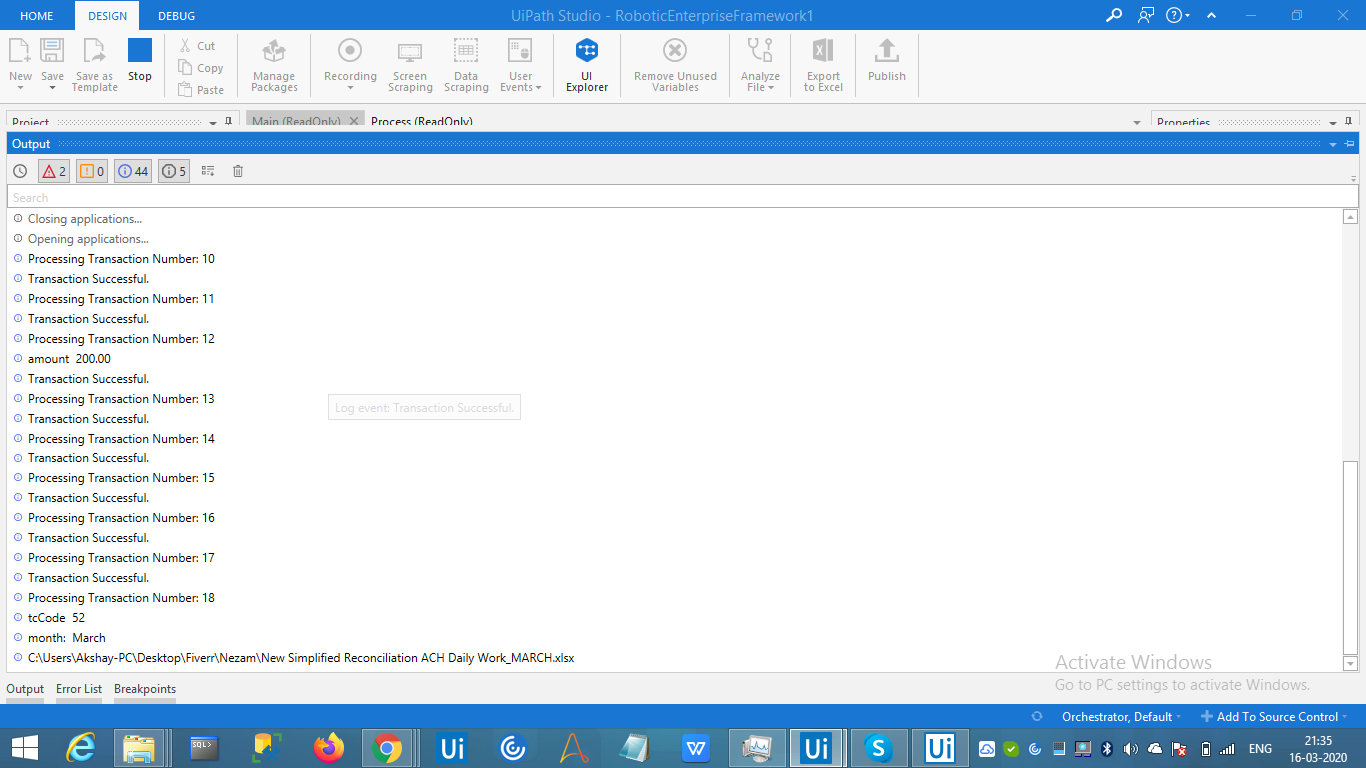 HOME DESIGN DEBUG UiPath Studio - RoboticEnterpriseFramework1
New Save Save as Template Stop Cut Copy Paste Manage Packages Recording Screen Scraping Data Scraping User Events UI Explorer Remove Unused Variables Analyze File Export to Excel Publish
Project Main (ReadOnly) Process (ReadOnly) Properties
Output
2 0 44 5
Search
Closing applications...
Opening applications...
Processing Transaction Number: 10
Transaction Successful.
Processing Transaction Number: 11
Transaction Successful.
Processing Transaction Number: 12
amount 200.00
Transaction Successful.
Processing Transaction Number: 13
Log event: Transaction Successful.
Transaction Successful.
Processing Transaction Number: 14
Transaction Successful.
Processing Transaction Number: 15
Transaction Successful.
Processing Transaction Number: 16
Transaction Successful.
Processing Transaction Number: 17
Transaction Successful.
Processing Transaction Number: 18
tcCode 52
month: March
C:\Users\Akshay-PC\Desktop\Fiverr\Nezam\New Simplified Reconciliation ACH Daily Work_MARCH.xlsx
Activate Windows
Go to PC settings to activate Windows.
Output Error List Breakpoints
Orchestrator, Default Add To Source Control
SQL> Ui W Ui S Ui ENG 21:35
16-03-2020